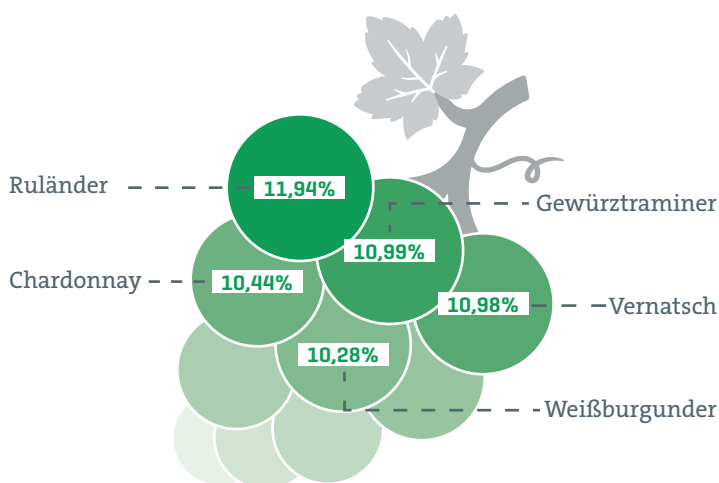 Ruländer
11,94%
Gewürztraminer
10,99%
Chardonnay
10,44%
Vernatsch
10,98%
10,28%
Weißburgunder